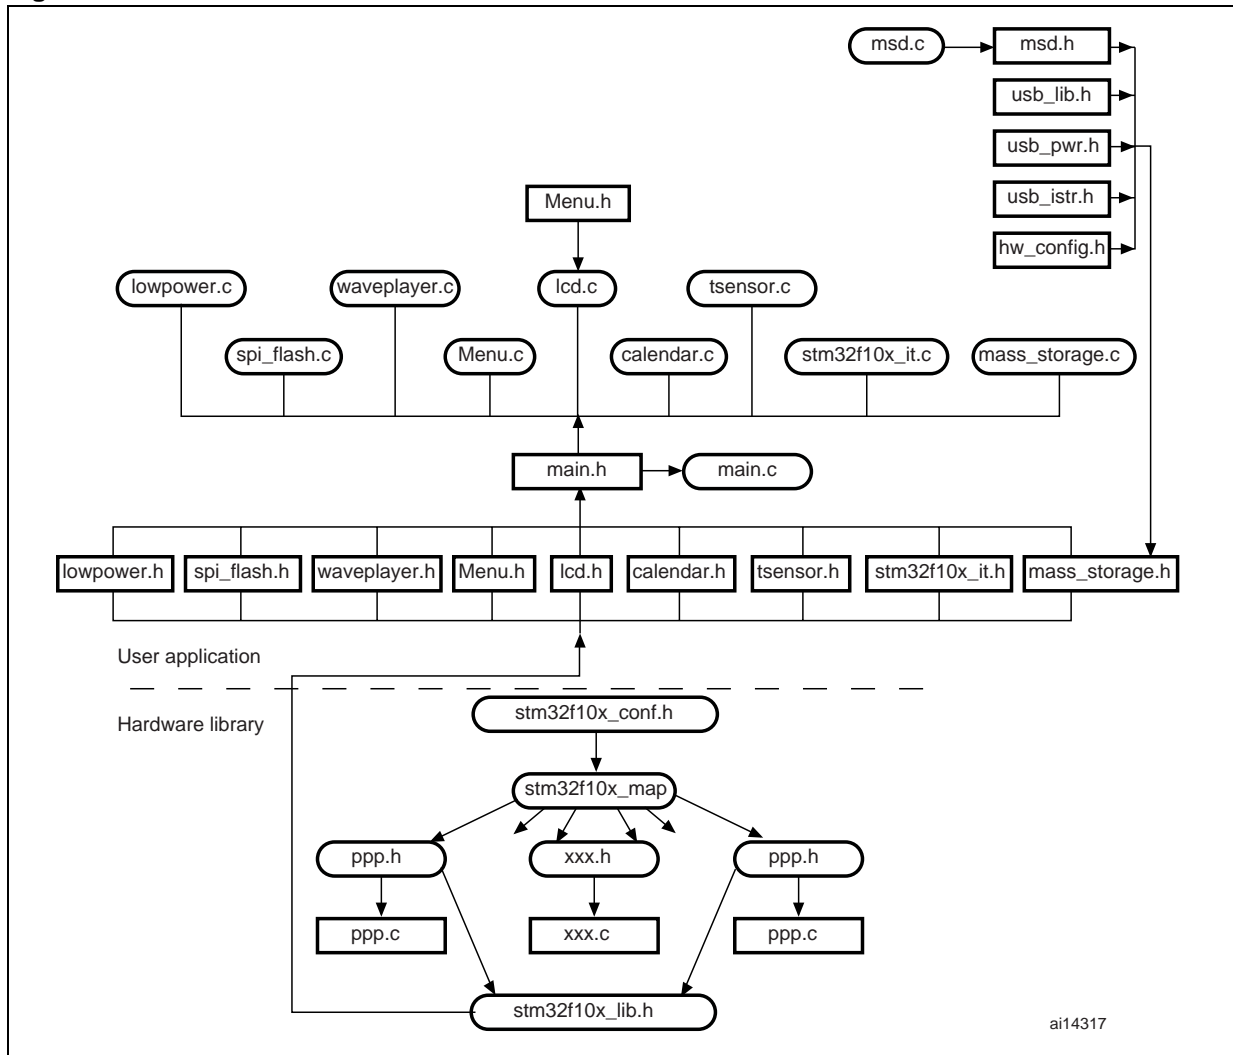 msd.c
msd.h
usb_lib.h
usb_pwr.h
Menu.h
usb_istr.h
hw_config.h
lowpower.c
waveplayer.c
lcd.c
tsensor.c
spi_flash.c
Menu.c
calendar.c
stm32f10x_it.c
mass_storage.c
main.h
main.c
lowpower.h
spi_flash.h
waveplayer.h
Menu.h
lcd.h
calendar.h
tsensor.h
stm32f10x_it.h
mass_storage.h
User application
Hardware library
stm32f10x_conf.h
stm32f10x_map
ppp.h
xxx.h
ppp.h
ppp.c
xxx.c
ppp.c
stm32f10x_lib.h
ai14317